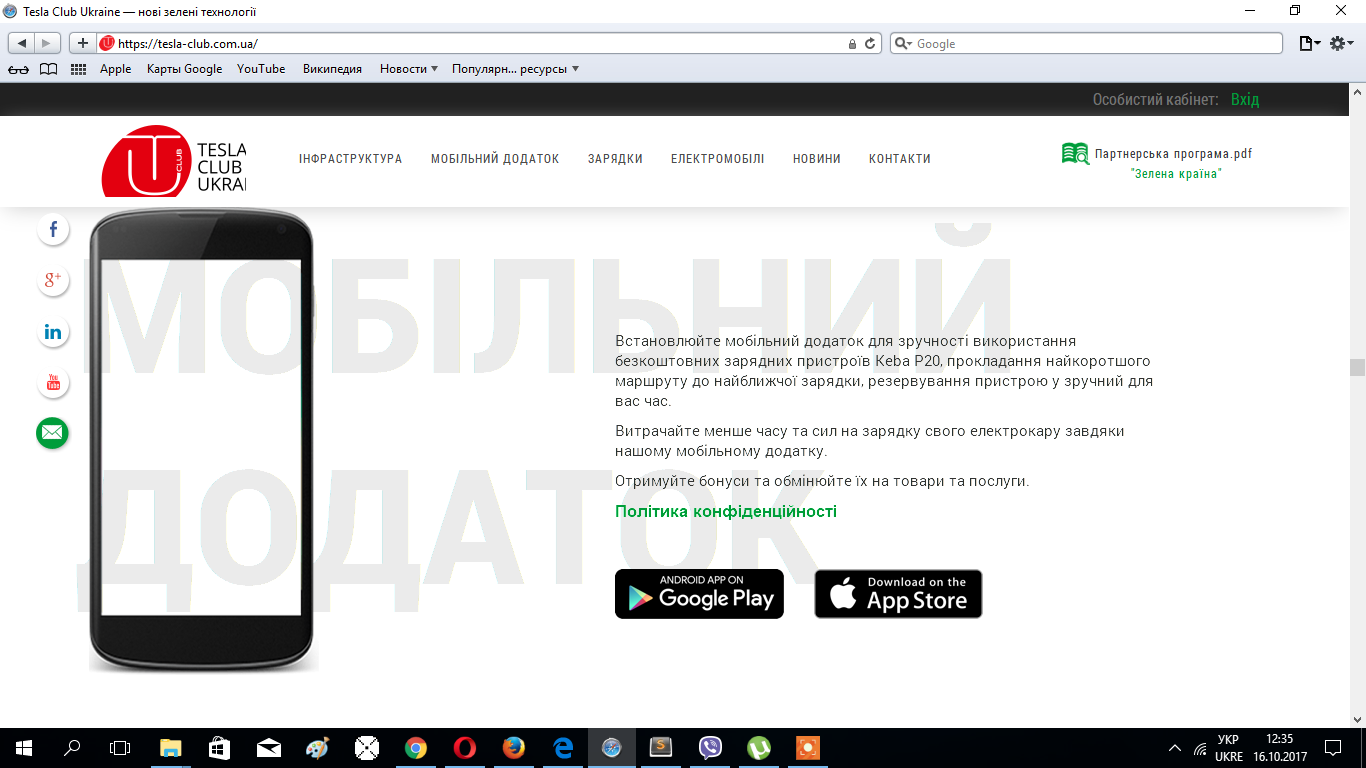 Tesla Club Ukraine — нові зелені технології
https://tesla-club.com.ua/
Google
Apple
Карты Google
YouTube
Википедия
Новости
Популярн... ресурсы
Особистий кабінет: Вхід
TESLA
CLUB
UKRAI
CLUB
ІНФРАСТРУКТУРА
МОБІЛЬНИЙ ДОДАТОК
ЗАРЯДКИ
ЕЛЕКТРОМОБІЛІ
НОВИНИ
КОНТАКТИ
Партнерська програма.pdf
"Зелена країна"
f
g+
in
You
Tube
МОБІЛЬНИЙ
ДОДАТОК
Встановлюйте мобільний додаток для зручності використання
безкоштовних зарядних пристроїв Keba P20, прокладання найкоротшого
маршруту до найближчої зарядки, резервування пристрою у зручний для
вас час.
Витрачайте менше часу та сил на зарядку свого електрокару завдяки
нашому мобільному додатку.
Отримуйте бонуси та обмінюйте їх на товари та послуги.
Політика конфіденційності
ANDROID APP ON
Google Play
Download on the
App Store
УКР
UKRE
12:35
16.10.2017